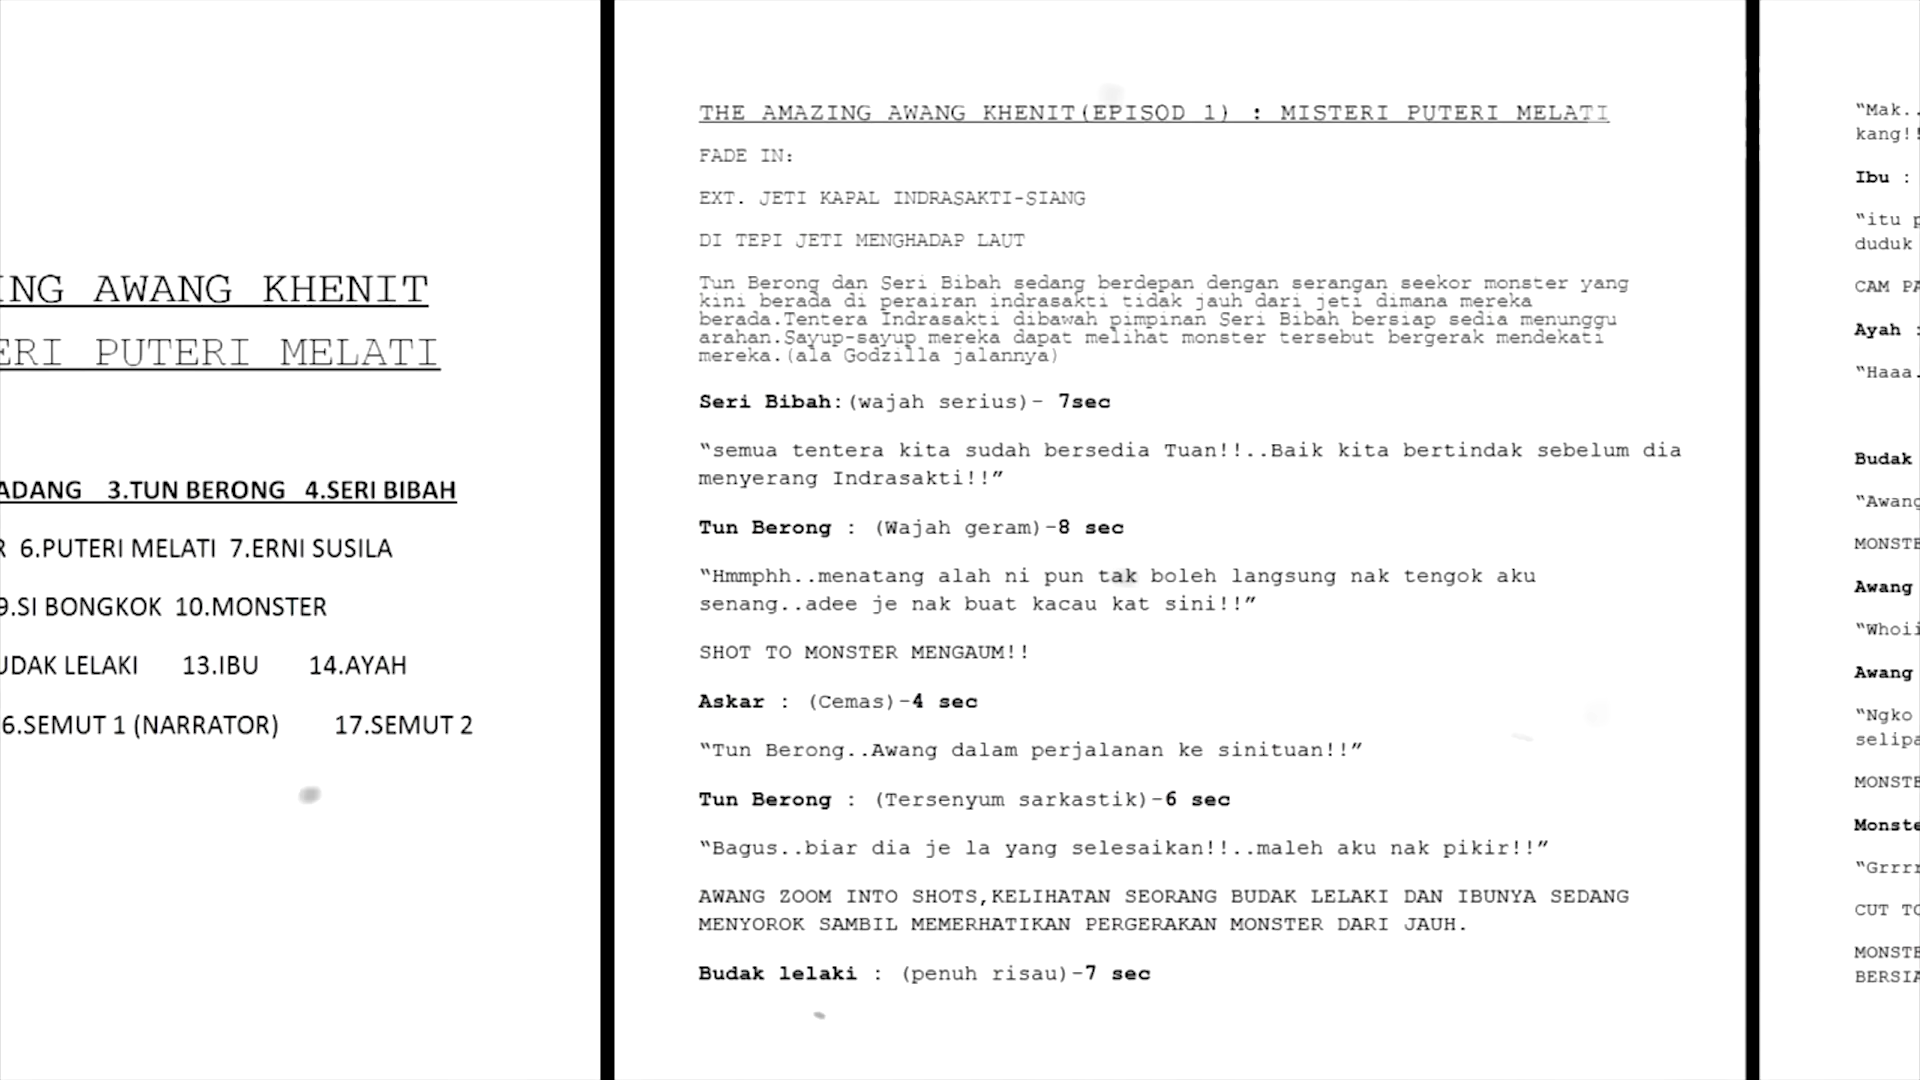 ING AWANG KHENIT
ERI PUTERI MELATI
ADANG 3.TUN BERONG 4.SERI BIBAH
R 6.PUTERI MELATI 7.ERNI SUSILA
9.SI BONGKOK 10.MONSTER
UDAK LELAKI 13.IBU 14.AYAH
6.SEMUT 1 (NARRATOR) 17.SEMUT 2
THE AMAZING AWANG KHENIT(EPISOD 1) : MISTERI PUTERI MELATI
FADE IN:
EXT. JETI KAPAL INDRASAKTI-SIANG
DI TEPI JETI MENGHADAP LAUT
Tun Berong dan Seri Bibah sedang berdepan dengan serangan seekor monster yang
kini berada di perairan indrasakti tidak jauh dari jeti dimana mereka
berada.Tentera Indrasakti dibawah pimpinan Seri Bibah bersiap sedia menunggu
arahan.Sayup-sayup mereka dapat melihat monster tersebut bergerak mendekati
mereka.(ala Godzilla jalannya)
Seri Bibah:(wajah serius)- 7sec
“semua tentera kita sudah bersedia Tuan!!..Baik kita bertindak sebelum dia
menyerang Indrasakti!!”
Tun Berong : (Wajah geram)-8 sec
“Hmmphh..menatang alah ni pun tak boleh langsung nak tengok aku
senang..adee je nak buat kacau kat sini!!”
SHOT TO MONSTER MENGAUM!!
Askar : (Cemas)-4 sec
“Tun Berong..Awang dalam perjalanan ke sinituan!!”
Tun Berong : (Tersenyum sarkastik)-6 sec
“Bagus..biar dia je la yang selesaikan!!..maleh aku nak pikir!!”
AWANG ZOOM INTO SHOTS,KELIHATAN SEORANG BUDAK LELAKI DAN IBUNYA SEDANG
MENYOROK SAMBIL MEMERHATIKAN PERGERAKAN MONSTER DARI JAUH.
Budak lelaki : (penuh risau)-7 sec
“Mak..
kang!!
Ibu :
“itu p
duduk
CAM PA
Ayah :
“Haaa.
Budak
“Awang
MONSTE
Awang
“Whoii
Awang
“Ngko
selipa
MONSTE
Monste
“Grrrr
CUT TO
MONSTE
BERSIA